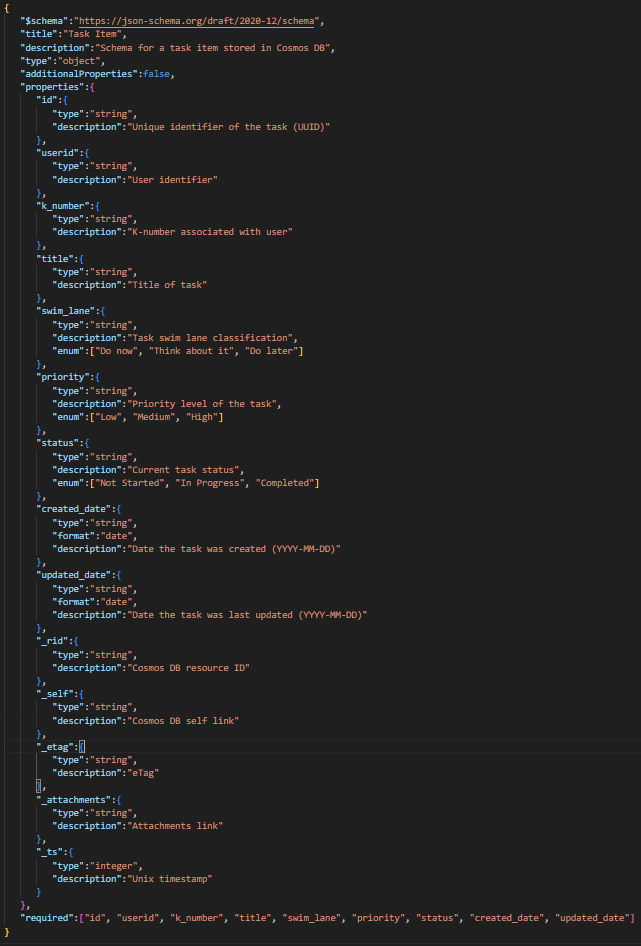 {
"$schema":"https://json-schema.org/draft/2020-12/schema",
"title":"Task Item",
"description":"Schema for a task item stored in Cosmos DB",
"type":"object",
"additionalProperties":false,
"properties":{
"id":{
"type":"string",
"description":"Unique identifier of the task (UUID)"
},
"userid":{
"type":"string",
"description":"User identifier"
},
"k_number":{
"type":"string",
"description":"K-number associated with user"
},
"title":{
"type":"string",
"description":"Title of task"
},
"swim_lane":{
"type":"string",
"description":"Task swim lane classification",
"enum":["Do now", "Think about it", "Do later"]
},
"priority":{
"type":"string",
"description":"Priority level of the task",
"enum":["Low", "Medium", "High"]
},
"status":{
"type":"string",
"description":"Current task status",
"enum":["Not Started", "In Progress", "Completed"]
},
"created_date":{
"type":"string",
"format":"date",
"description":"Date the task was created (YYYY-MM-DD)"
},
"updated_date":{
"type":"string",
"format":"date",
"description":"Date the task was last updated (YYYY-MM-DD)"
},
"_rid":{
"type":"string",
"description":"Cosmos DB resource ID"
},
"_self":{
"type":"string",
"description":"Cosmos DB self link"
},
"_etag":{
"type":"string",
"description":"eTag"
},
"_attachments":{
"type":"string",
"description":"Attachments link"
},
"_ts":{
"type":"integer",
"description":"Unix timestamp"
}
},
"required":["id", "userid", "k_number", "title", "swim_lane", "priority", "status", "created_date", "updated_date"]
}